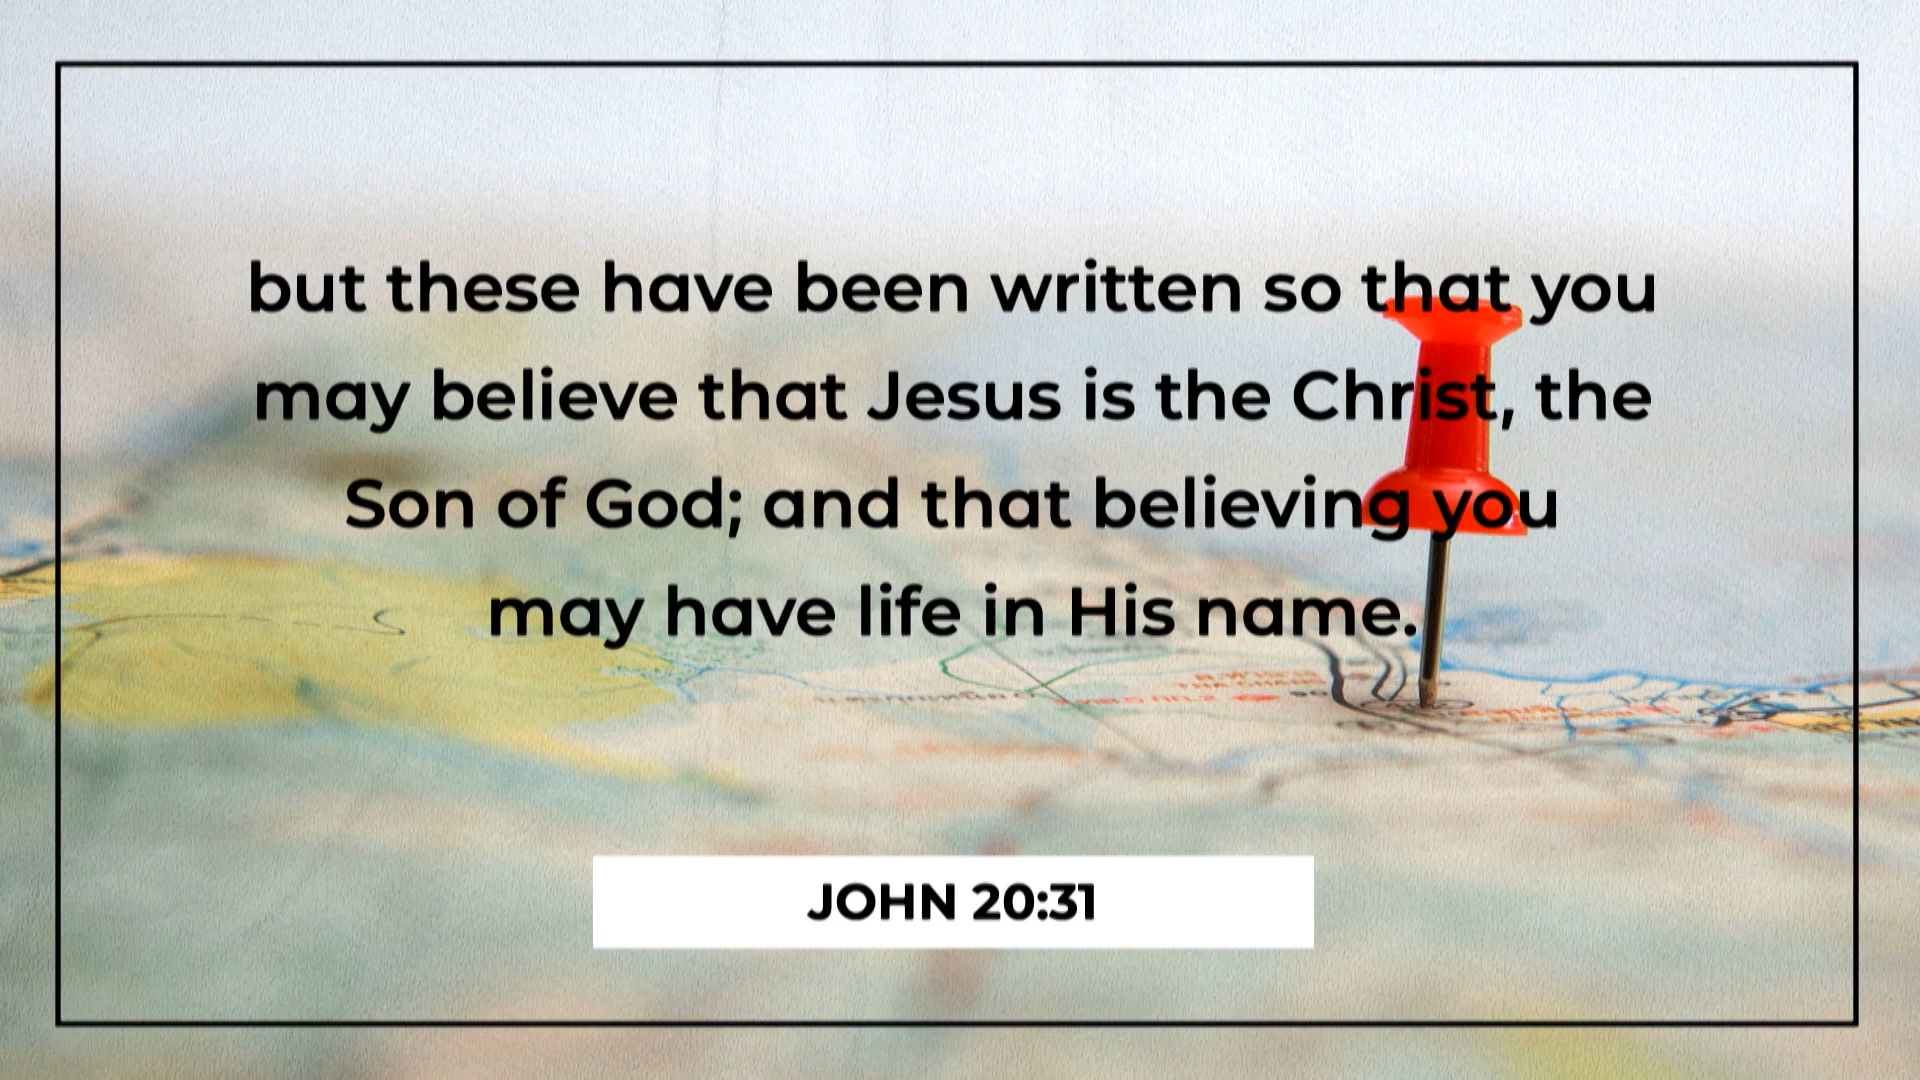 but these have been written so that you
may believe that Jesus is the Christ, the
Son of God; and that believing you
may have life in His name.
JOHN 20:31